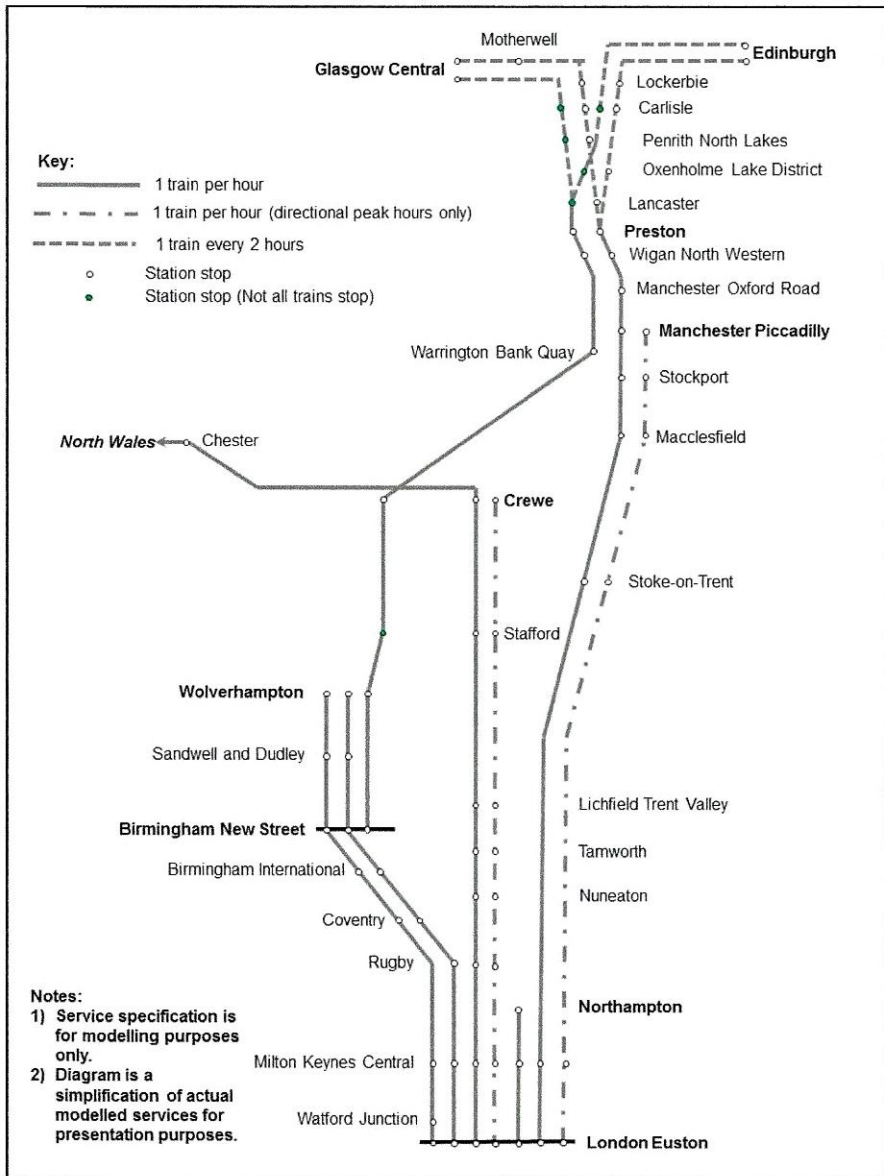 Motherwell
Edinburgh
Glasgow Central
Lockerbie
Carlisle
Key:
Penrith North Lakes
1 train per hour
Oxenholme Lake District
1 train per hour (directional peak hours only)
Lancaster
1 train every 2 hours
Preston
Station stop
Wigan North Western
Station stop (Not all trains stop)
Manchester Oxford Road
Manchester Piccadilly
Warrington Bank Quay
Stockport
North Wales
Chester
Macclesfield
Crewe
Stoke-on-Trent
Stafford
Wolverhampton
Sandwell and Dudley
Lichfield Trent Valley
Birmingham New Street
Tamworth
Birmingham International
Nuneaton
Coventry
Rugby
Notes:
1) Service specification is
for modelling purposes
only.
2) Diagram is a
simplification of actual
modelled services for
presentation purposes.
Northampton
Milton Keynes Central
Watford Junction
London Euston